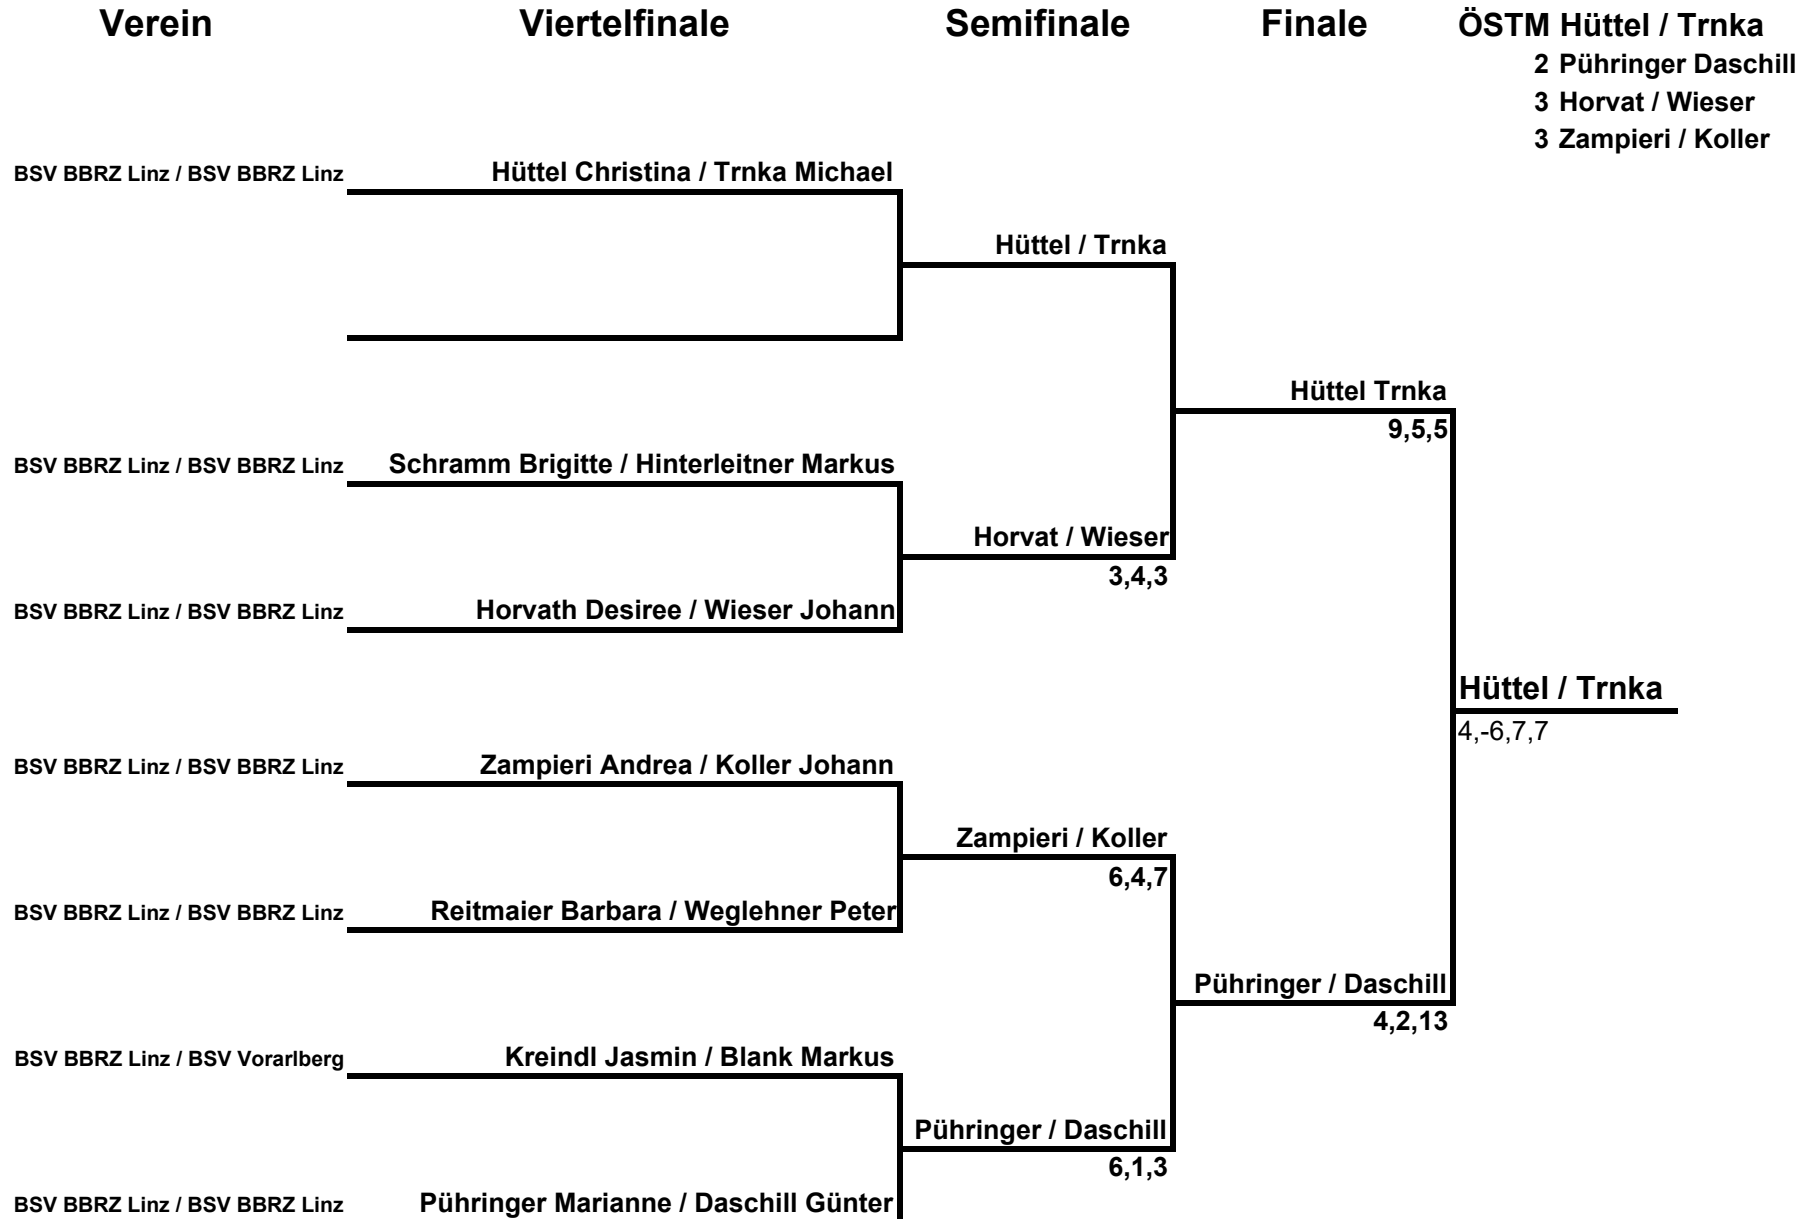 Verein Viertelfinale Semifinale Finale ÖSTM Hüttel / Trnka
2 Pühringer Daschill
3 Horvat / Wieser
3 Zampieri / Koller
BSV BBRZ Linz / BSV BBRZ Linz Hüttel Christina / Trnka Michael
Hüttel / Trnka
Hüttel Trnka
9,5,5
BSV BBRZ Linz / BSV BBRZ Linz Schramm Brigitte / Hinterleitner Markus
Horvat / Wieser
3,4,3
BSV BBRZ Linz / BSV BBRZ Linz Horvath Desiree / Wieser Johann
Hüttel / Trnka
4,-6,7,7
BSV BBRZ Linz / BSV BBRZ Linz Zampieri Andrea / Koller Johann
Zampieri / Koller
6,4,7
BSV BBRZ Linz / BSV BBRZ Linz Reitmaier Barbara / Weglehner Peter
Pühringer / Daschill
4,2,13
BSV BBRZ Linz / BSV Vorarlberg Kreindl Jasmin / Blank Markus
Pühringer / Daschill
6,1,3
BSV BBRZ Linz / BSV BBRZ Linz Pühringer Marianne / Daschill Günter